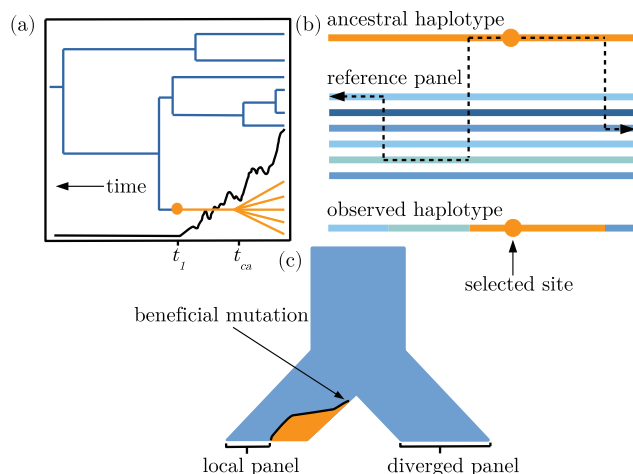 (a)
time
t1
tca
(b)
ancestral haplotype
reference panel
observed haplotype
selected site
(c)
beneficial mutation
local panel
diverged panel